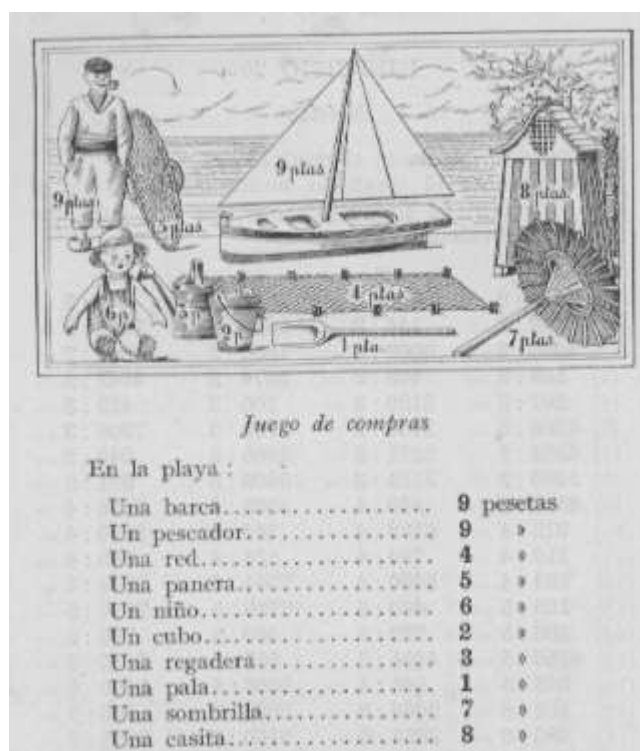 9 ptas.
9 ptas.
5 ptas.
8 ptas.
6 p.
3 p.
2 p.
4 ptas.
1 pta.
7 ptas.
Juego de compras
En la playa :
Una barca.................... 9 pesetas
Un pescador.................. 9 »
Una red...................... 4 »
Una panera................... 5 »
Un niño...................... 6 »
Un cubo...................... 2 »
Una regadera................. 3 »
Una pala..................... 1 »
Una sombrilla................ 7 »
Una casita................... 8 »